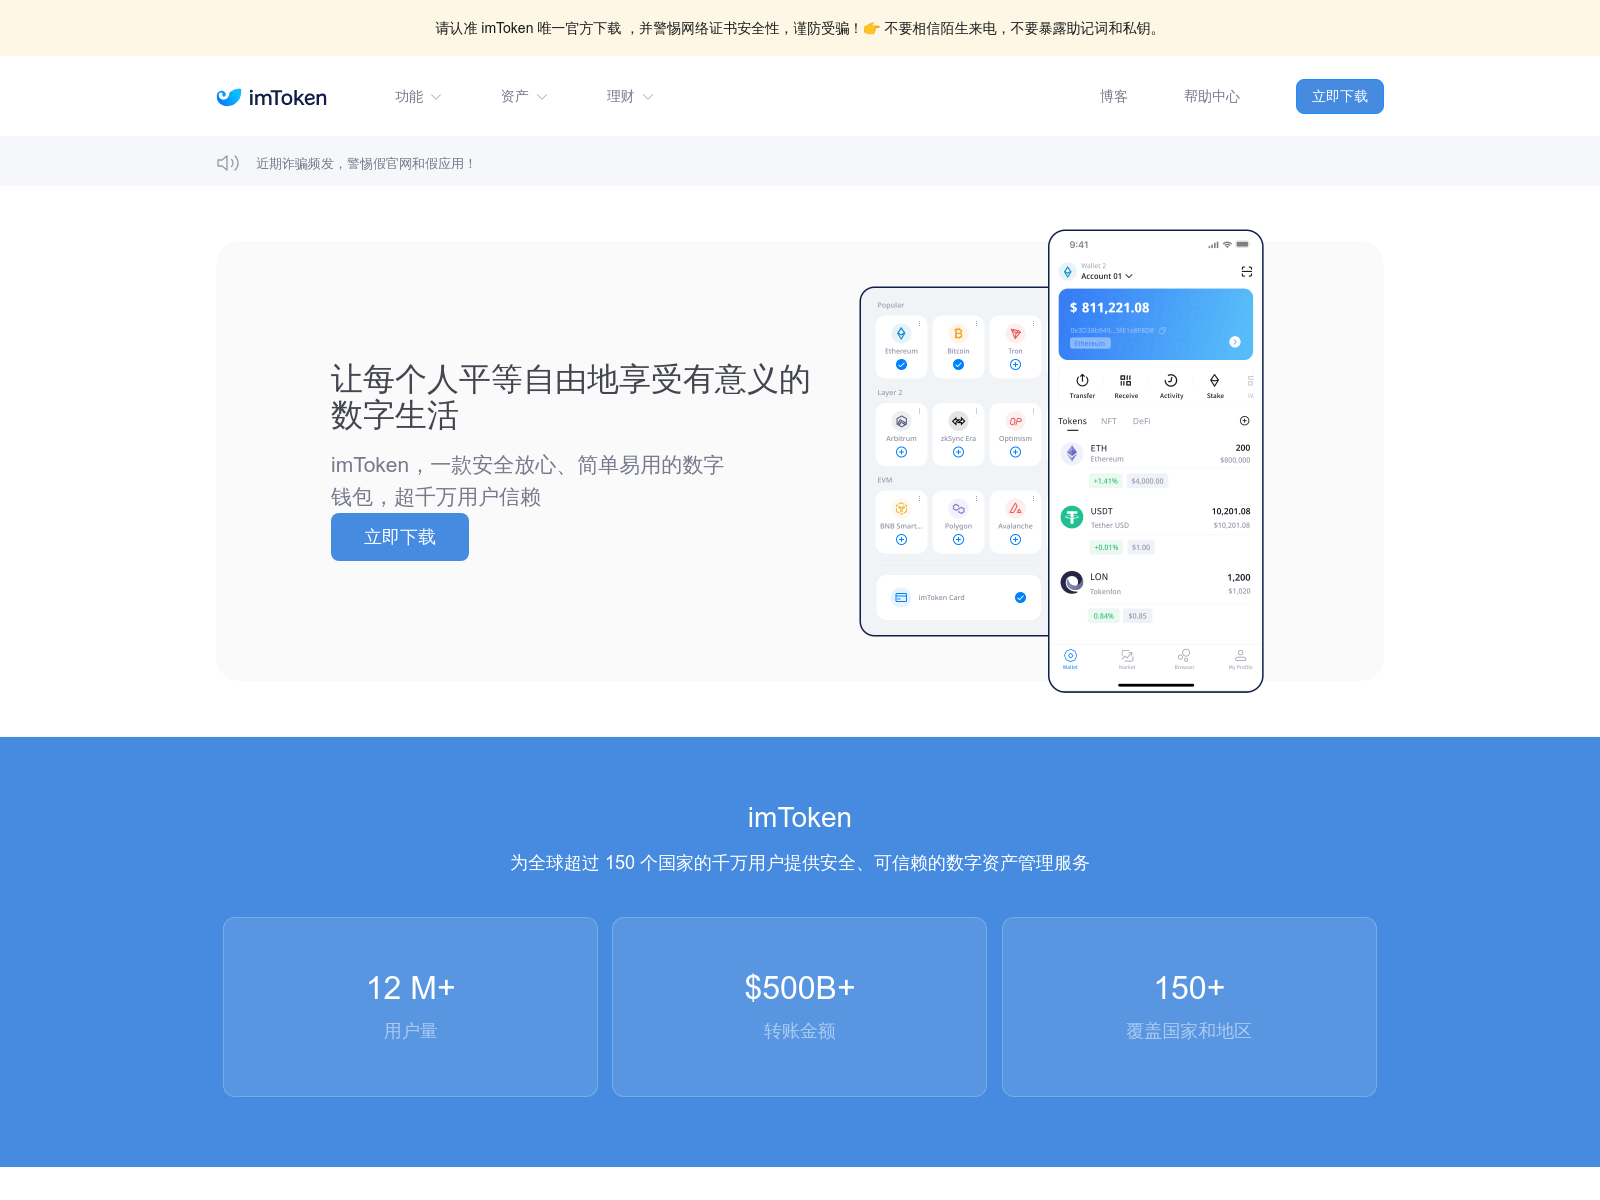 请认准 imToken 唯一官方下载 ，并警惕网络证书安全性，谨防受骗！👉 不要相信陌生来电，不要暴露助记词和私钥。
imToken
功能
资产
理财
博客
帮助中心
立即下载
近期诈骗频发，警惕假官网和假应用！
让每个人平等自由地享受有意义的
数字生活
imToken，一款安全放心、简单易用的数字
钱包，超千万用户信赖
立即下载
Popular
Ethereum
Bitcoin
Tron
Layer 2
Arbitrum
zkSync Era
Optimism
EVM
BNB Smart...
Polygon
Avalanche
imToken Card
9:41
Wallet 2
Account 01
$ 811,221.08
0x3D38b949...5fE1e8FBD8
Ethereum
Transfer
Receive
Activity
Stake
W
Tokens
NFT
DeFi
ETH
200
Ethereum
$800,000
+1.41%
$4,000.00
USDT
10,201.08
Tether USD
$10,201.08
+0.01%
$1.00
LON
1,200
Tokenlon
$1,020
0.84%
$0.85
Wallet
Market
Browser
My Profile
imToken
为全球超过 150 个国家的千万用户提供安全、可信赖的数字资产管理服务
12 M+
用户量
$500B+
转账金额
150+
覆盖国家和地区